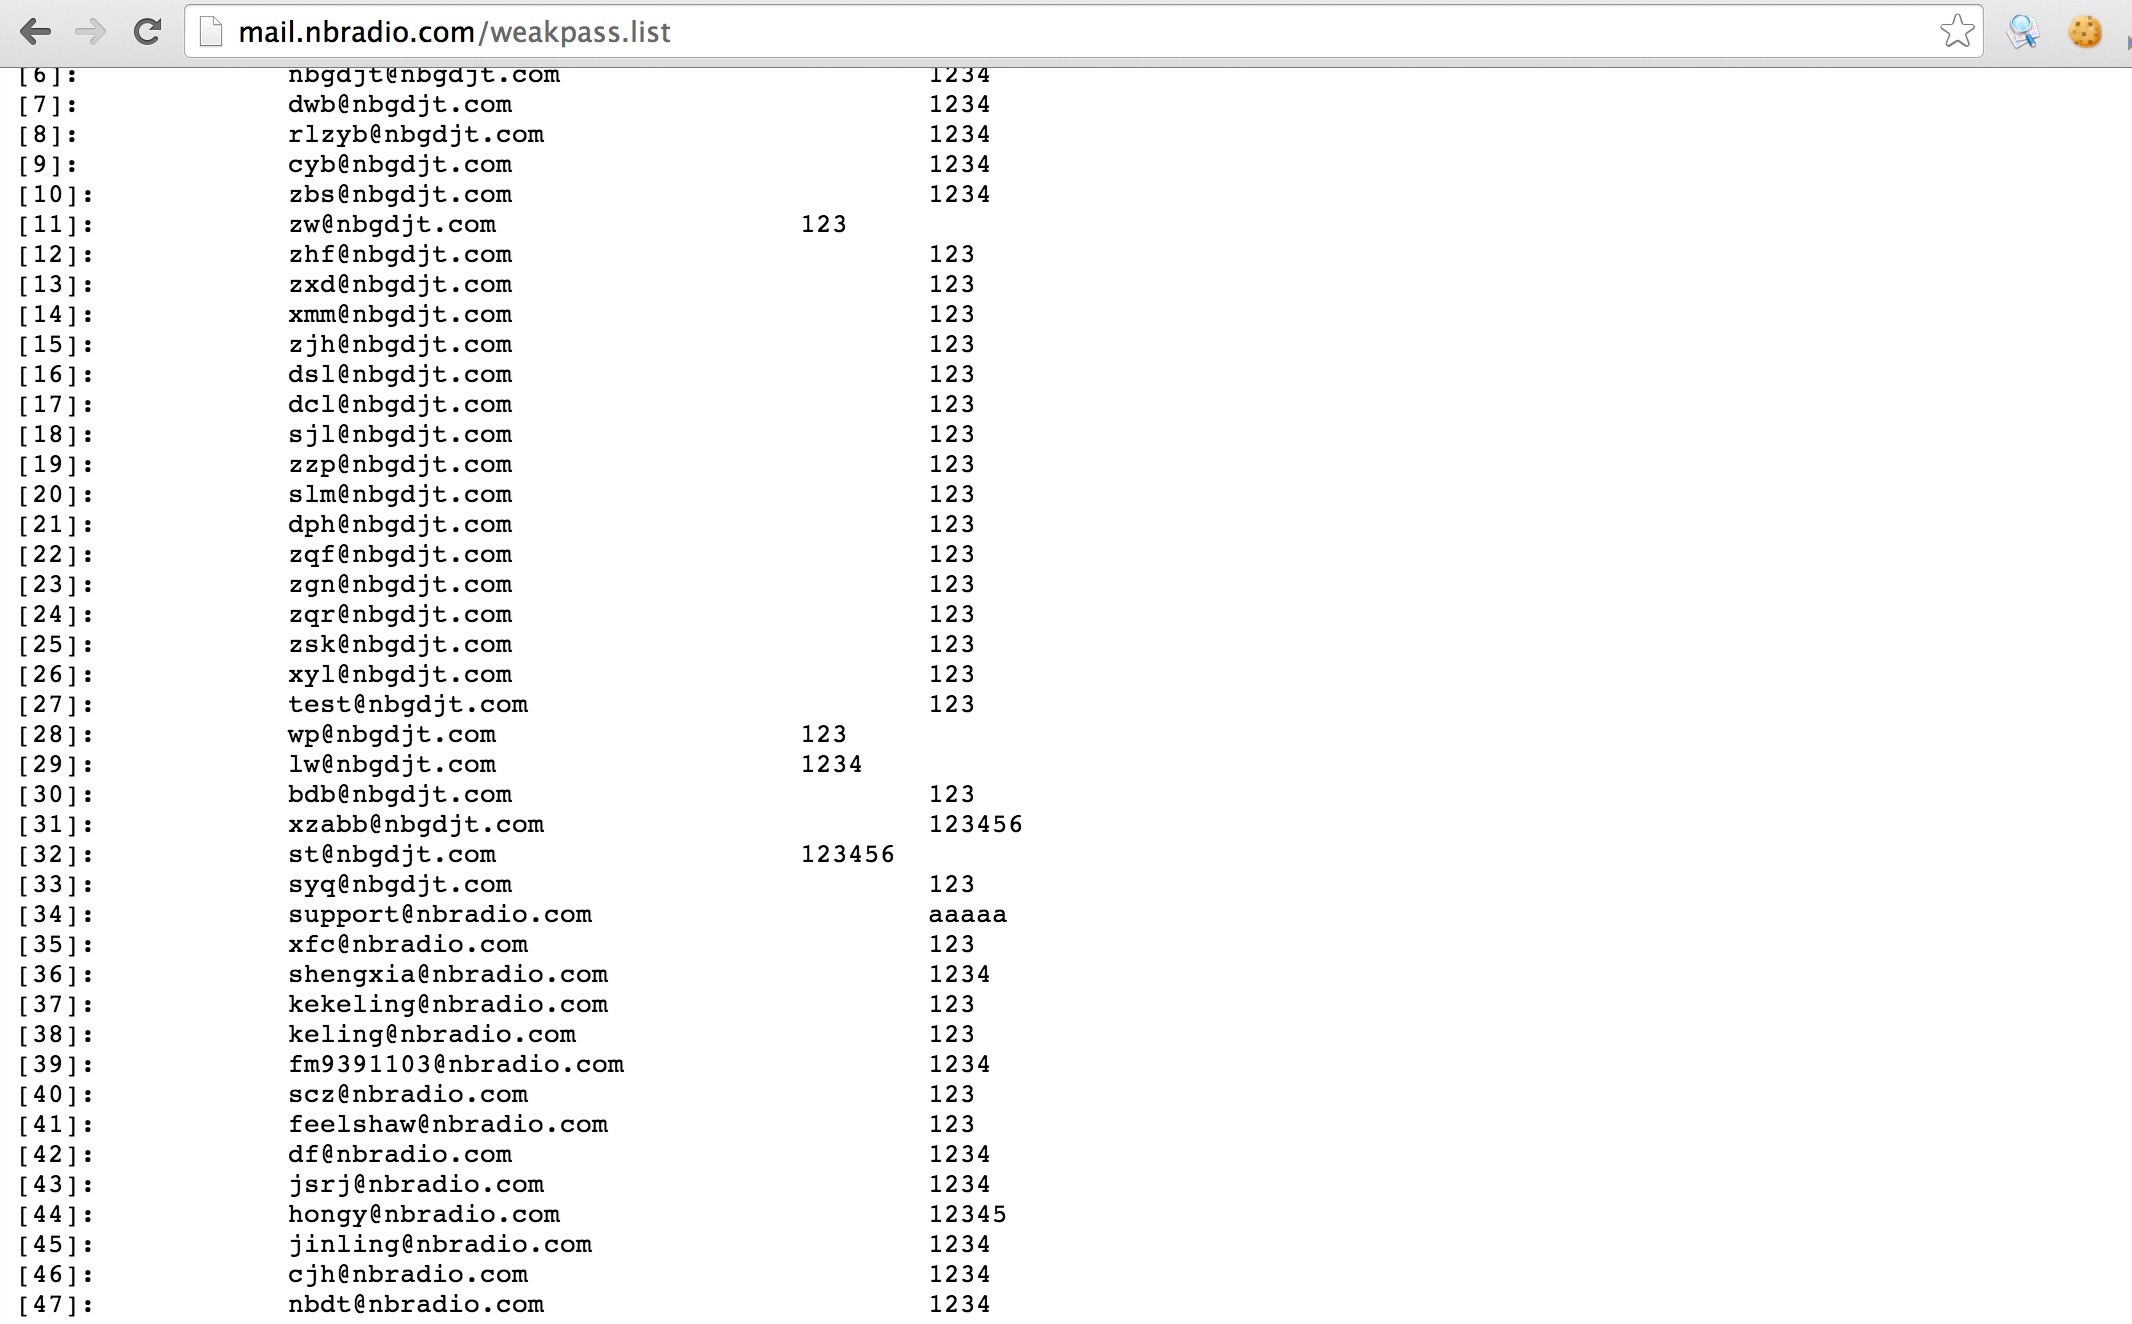 mail.nbradio.com/weakpass.list
[6]: nbgdjt@nbgdjt.com 1234
[7]: dwb@nbgdjt.com 1234
[8]: rlzyb@nbgdjt.com 1234
[9]: cyb@nbgdjt.com 1234
[10]: zbs@nbgdjt.com 1234
[11]: zw@nbgdjt.com 123
[12]: zhf@nbgdjt.com 123
[13]: zxd@nbgdjt.com 123
[14]: xmm@nbgdjt.com 123
[15]: zjh@nbgdjt.com 123
[16]: dsl@nbgdjt.com 123
[17]: dcl@nbgdjt.com 123
[18]: sjl@nbgdjt.com 123
[19]: zzp@nbgdjt.com 123
[20]: slm@nbgdjt.com 123
[21]: dph@nbgdjt.com 123
[22]: zqf@nbgdjt.com 123
[23]: zgn@nbgdjt.com 123
[24]: zqr@nbgdjt.com 123
[25]: zsk@nbgdjt.com 123
[26]: xyl@nbgdjt.com 123
[27]: test@nbgdjt.com 123
[28]: wp@nbgdjt.com 123
[29]: lw@nbgdjt.com 1234
[30]: bdb@nbgdjt.com 123
[31]: xzabb@nbgdjt.com 123456
[32]: st@nbgdjt.com 123456
[33]: syq@nbgdjt.com 123
[34]: support@nbradio.com aaaaa
[35]: xfc@nbradio.com 123
[36]: shengxia@nbradio.com 1234
[37]: kekeling@nbradio.com 123
[38]: keling@nbradio.com 123
[39]: fm9391103@nbradio.com 1234
[40]: scz@nbradio.com 123
[41]: feelshaw@nbradio.com 123
[42]: df@nbradio.com 1234
[43]: jsrj@nbradio.com 1234
[44]: hongy@nbradio.com 12345
[45]: jinling@nbradio.com 1234
[46]: cjh@nbradio.com 1234
[47]: nbdt@nbradio.com 1234